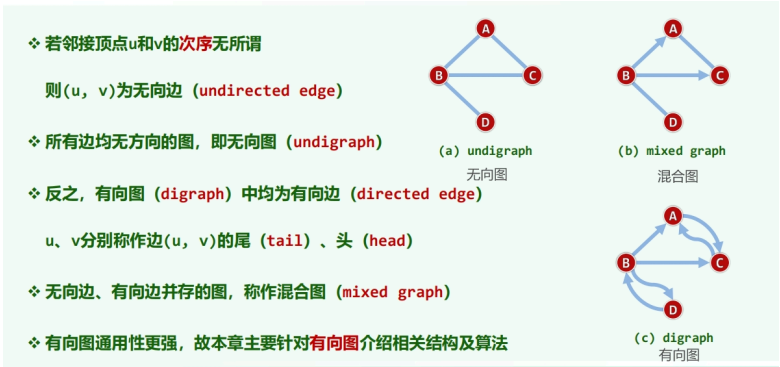 ❖ 若邻接顶点u和v的次序无所谓
则(u, v)为无向边（undirected edge）
❖ 所有边均无方向的图，即无向图（undigraph）
❖ 反之，有向图（digraph）中均为有向边（directed edge）
u、v分别称作边(u, v)的尾（tail）、头（head）
❖ 无向边、有向边并存的图，称作混合图（mixed graph）
❖ 有向图通用性更强，故本章主要针对有向图介绍相关结构及算法
A
B
C
D
(a) undigraph
无向图
A
B
C
D
(b) mixed graph
混合图
A
B
C
D
(c) digraph
有向图